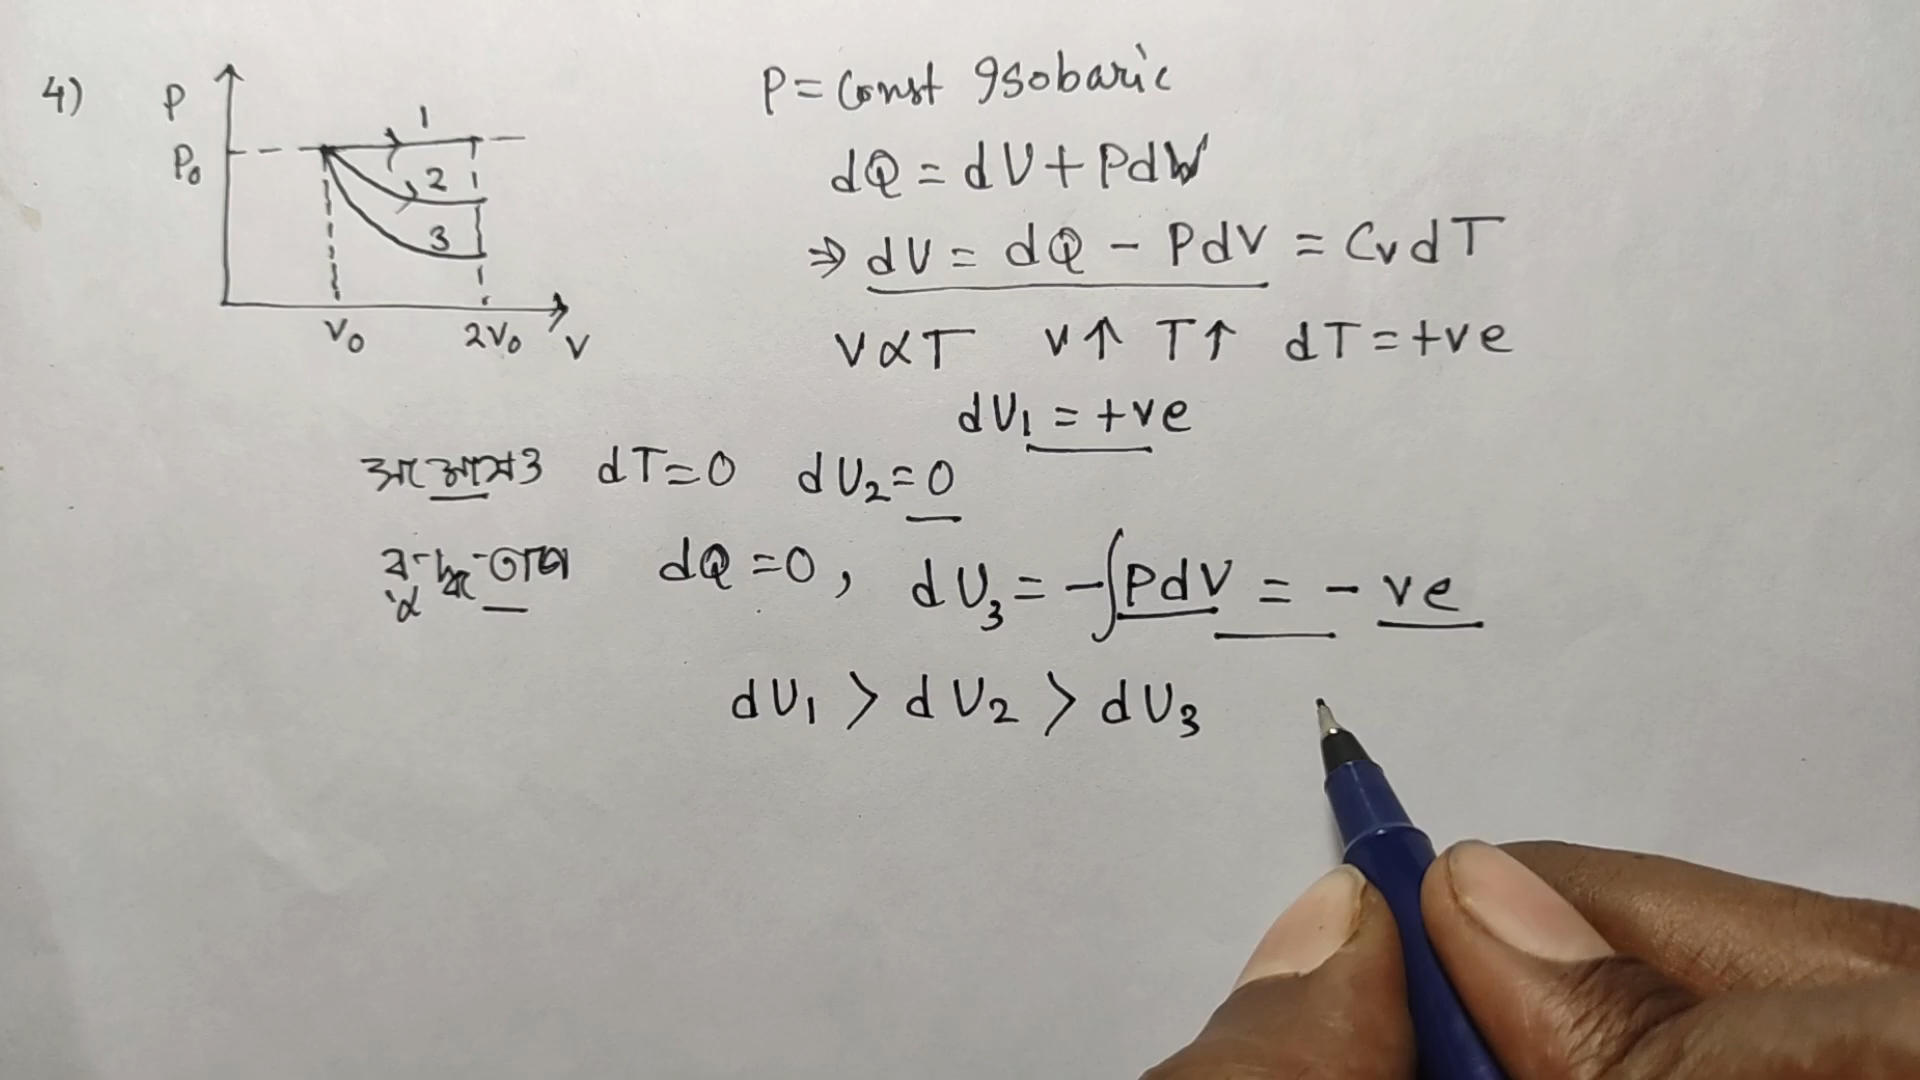 4)
P
P₀
1
2
3
V₀ 2V₀ V
P = Const Isobaric
dQ = dU + PdV
⇒ dU = dQ - PdV = CvdT
V ∝ T V↑ T↑ dT = +ve
dU₁ = +ve
dT = 0 dU₂ = 0
dQ = 0, dU₃ = -∫PdV = - ve
dU₁ > dU₂ > dU₃